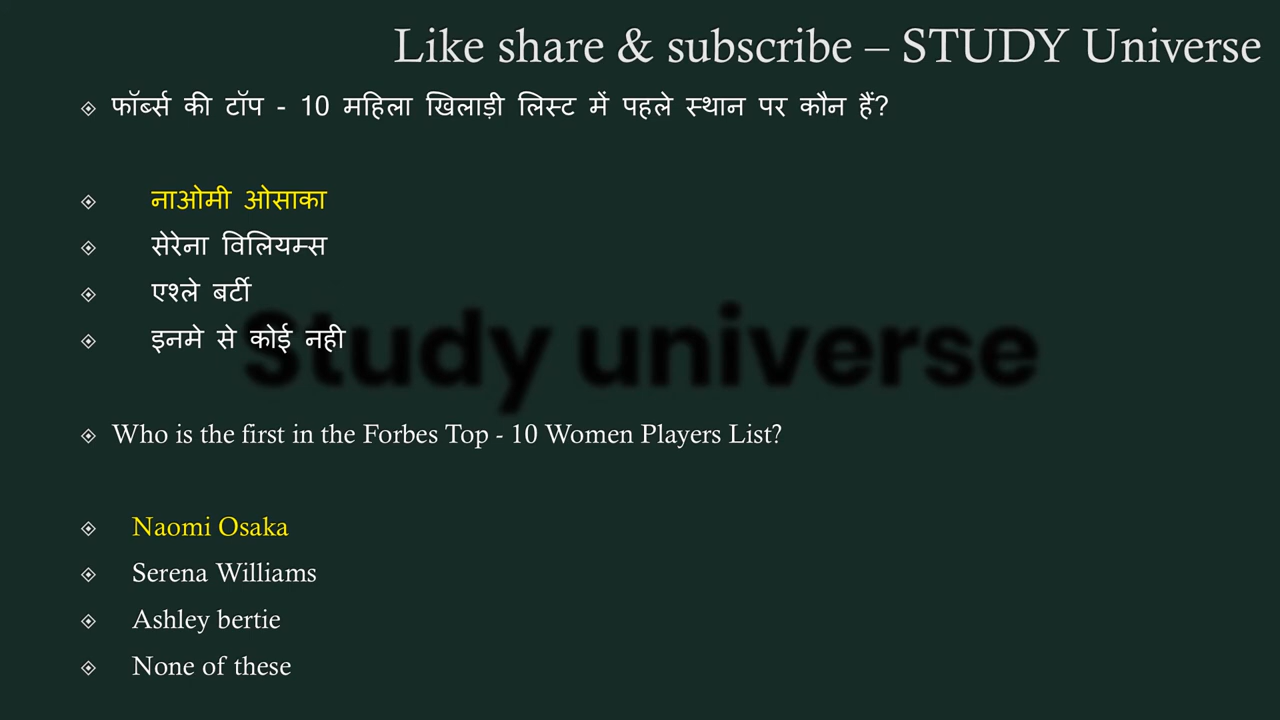 Like share & subscribe – STUDY Universe
फॉर्ब्स की टॉप - 10 महिला खिलाड़ी लिस्ट में पहले स्थान पर कौन हैं?
नाओमी ओसाका
सेरेना विलियम्स
एश्ले बर्टी
इनमे से कोई नही
Study universe
Who is the first in the Forbes Top - 10 Women Players List?
Naomi Osaka
Serena Williams
Ashley bertie
None of these